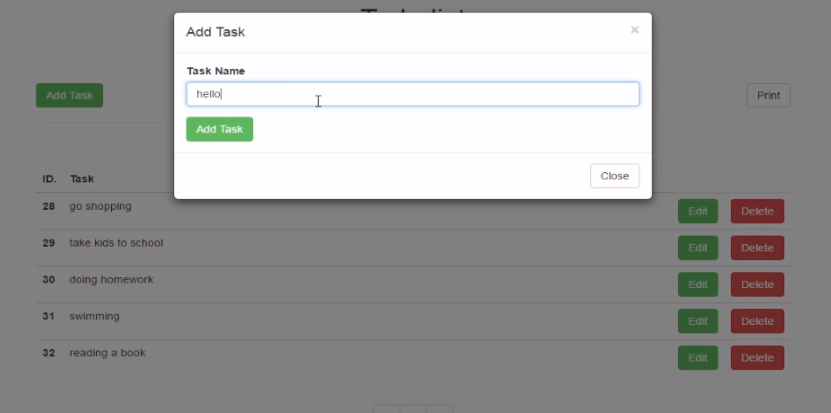 Add Task ×
Task Name
hello
Add Task
Close
Add Task Print
ID. Task
28 go shopping Edit Delete
29 take kids to school Edit Delete
30 doing homework Edit Delete
31 swimming Edit Delete
32 reading a book Edit Delete